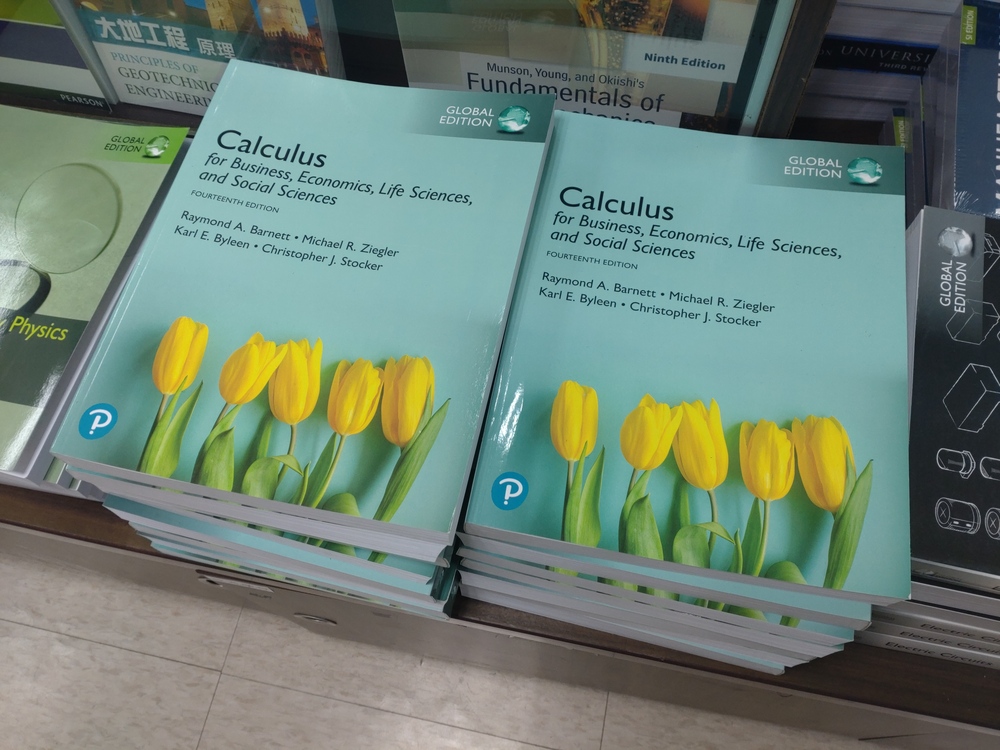 大地工程 原理
PRINCIPLES OF
GEOTECHNICAL
ENGINEERING
PEARSON
Ninth Edition
Munson, Young, and Okiishi's
Fundamentals of
UNIVERSI
GLOBAL
EDITION
Physics
GLOBAL
EDITION
Calculus
for Business, Economics, Life Sciences,
and Social Sciences
FOURTEENTH EDITION
Raymond A. Barnett • Michael R. Ziegler
Karl E. Byleen • Christopher J. Stocker
P
GLOBAL
EDITION
Calculus
for Business, Economics, Life Sciences,
and Social Sciences
FOURTEENTH EDITION
Raymond A. Barnett • Michael R. Ziegler
Karl E. Byleen • Christopher J. Stocker
P
GLOBAL
EDITION
Electric Circuits